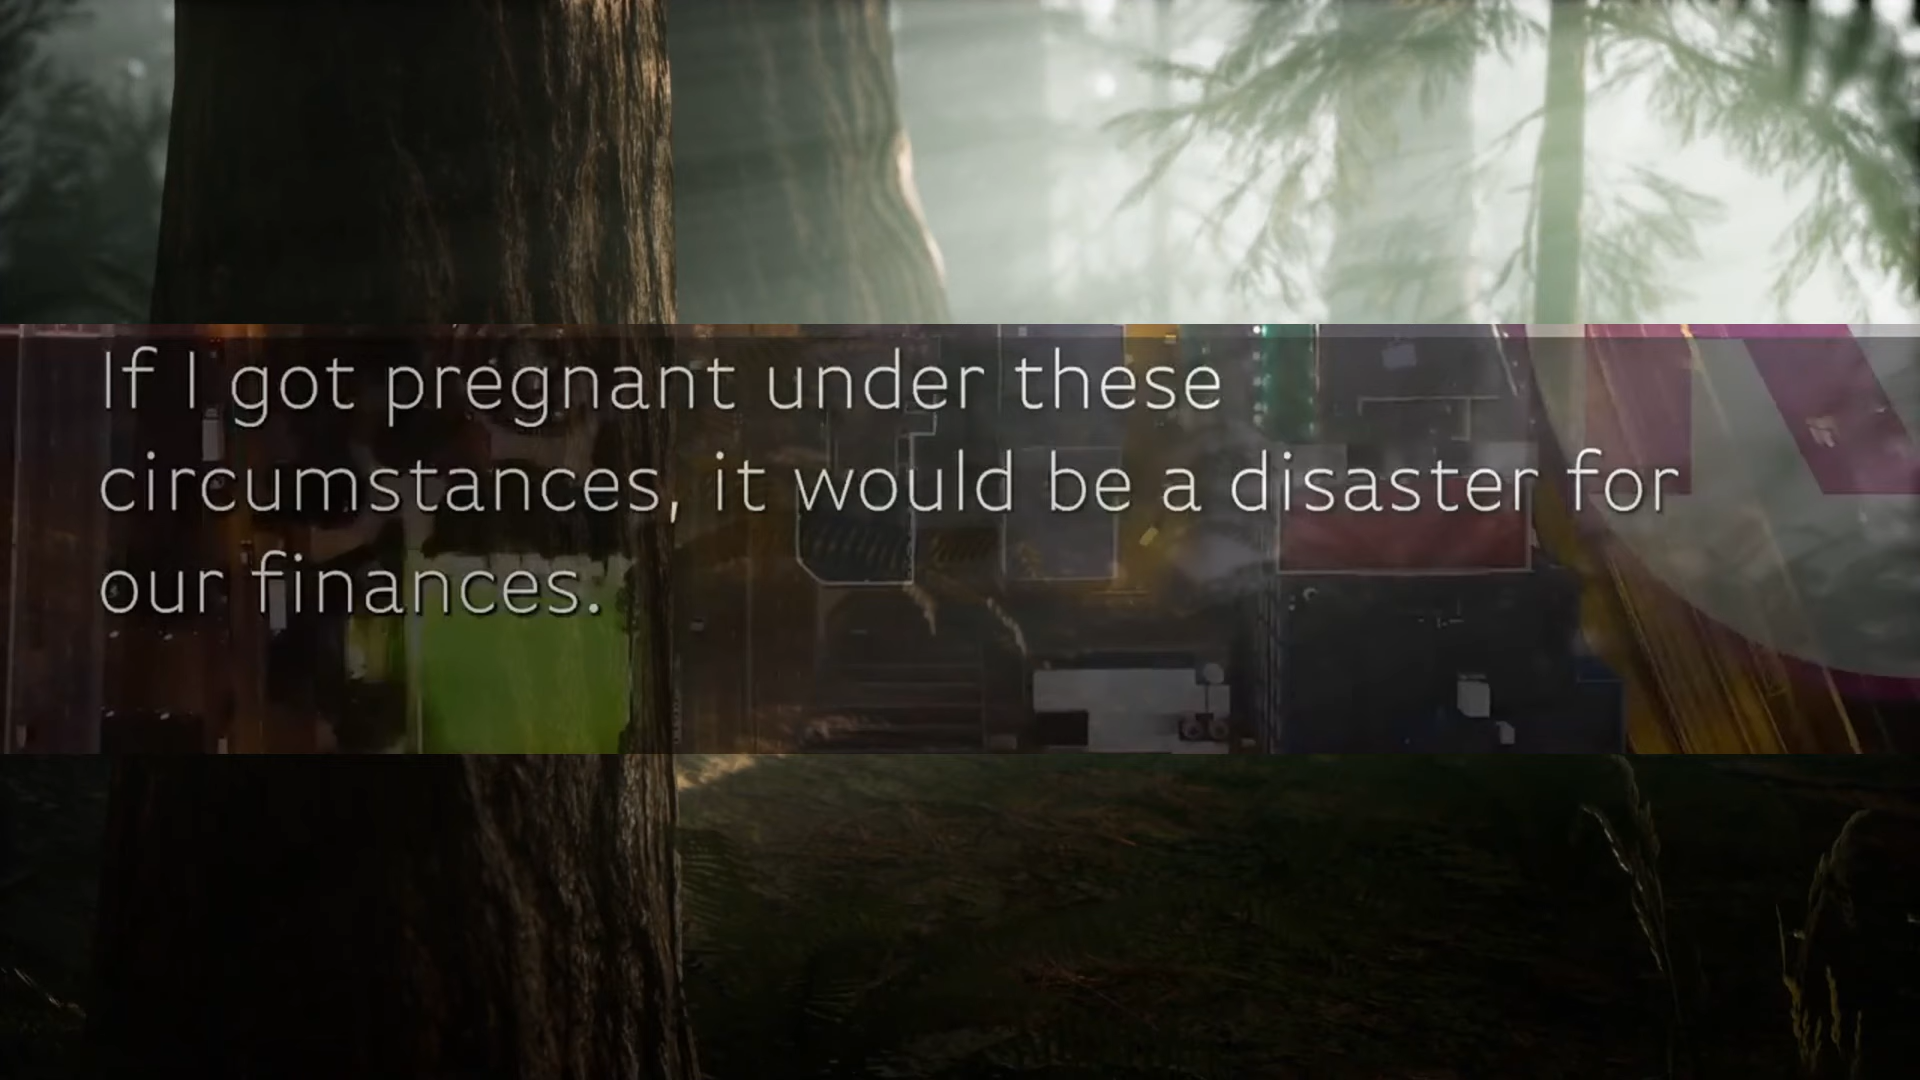 If I got pregnant under these
circumstances, it would be a disaster for
our finances.